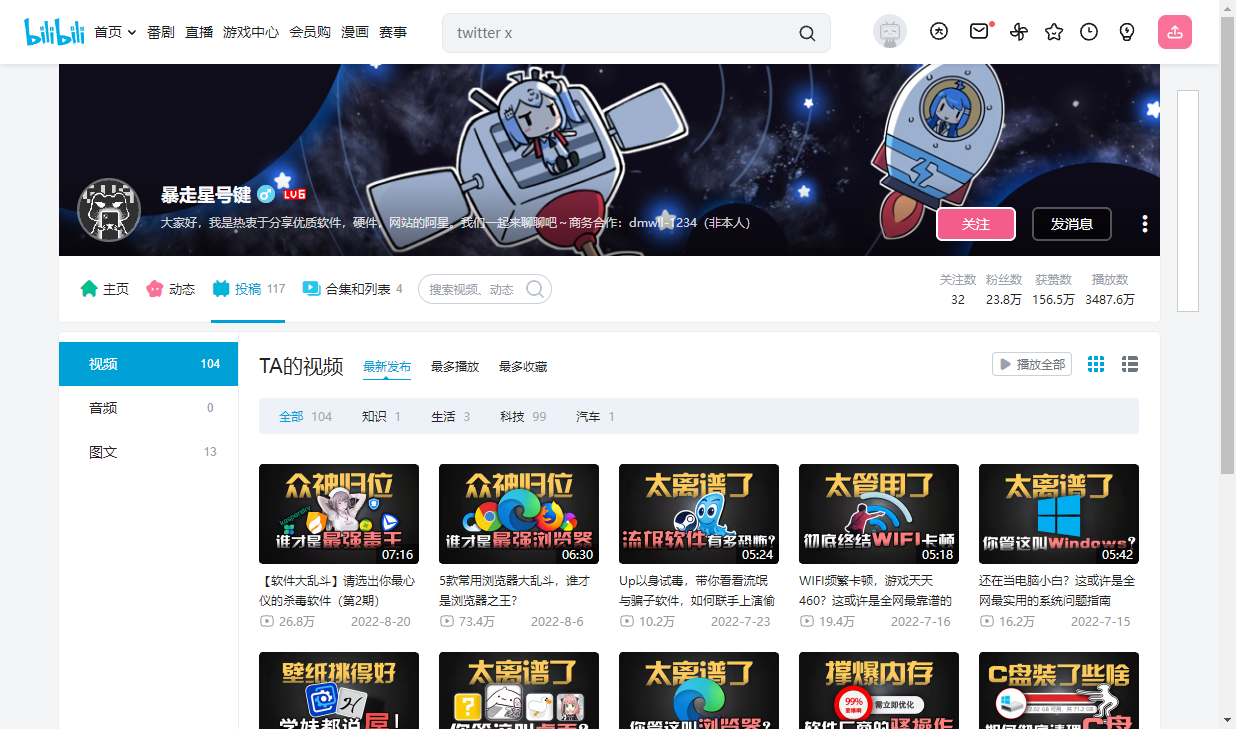 bilibili 首页 番剧 直播 游戏中心 会员购 漫画 赛事 twitter x
暴走星号键 LV6
大家好，我是热衷于分享优质软件，硬件，网站的阿星。我们一起来聊聊吧～商务合作：dmwll-1234（非本人）
关注 发消息
主页 动态 投稿 117 合集和列表 4 搜索视频、动态
关注数 粉丝数 获赞数 播放数
32 23.8万 156.5万 3487.6万
视频 104
音频 0
图文 13
TA的视频 最新发布 最多播放 最多收藏 播放全部
全部 104 知识 1 生活 3 科技 99 汽车 1
众神归位
kaspersky
谁才是最强毒王
07:16
【软件大乱斗】请选出你最心
仪的杀毒软件（第2期）
26.8万 2022-8-20
众神归位
谁才是最强浏览器
06:30
5款常用浏览器大乱斗，谁才
是浏览器之王？
73.4万 2022-8-6
太离谱了
流氓软件有多恐怖?
05:24
Up以身试毒，带你看看流氓
与骗子软件，如何联手上演偷
10.2万 2022-7-23
太管用了
彻底终结WIFI卡顿
05:18
WIFI频繁卡顿，游戏天天
460？这或许是全网最靠谱的
19.4万 2022-7-16
太离谱了
你管这叫Windows?
05:42
还在当电脑小白？这或许是全
网最实用的系统问题指南
16.2万 2022-7-15
壁纸挑得好
学妹都说屌!
太离谱了
你管这叫桌面?
太离谱了
你管这叫浏览器?
撑爆内存
99%
需立即优化
软件厂商的骚操作
C盘装了些啥
如何彻底清理C盘